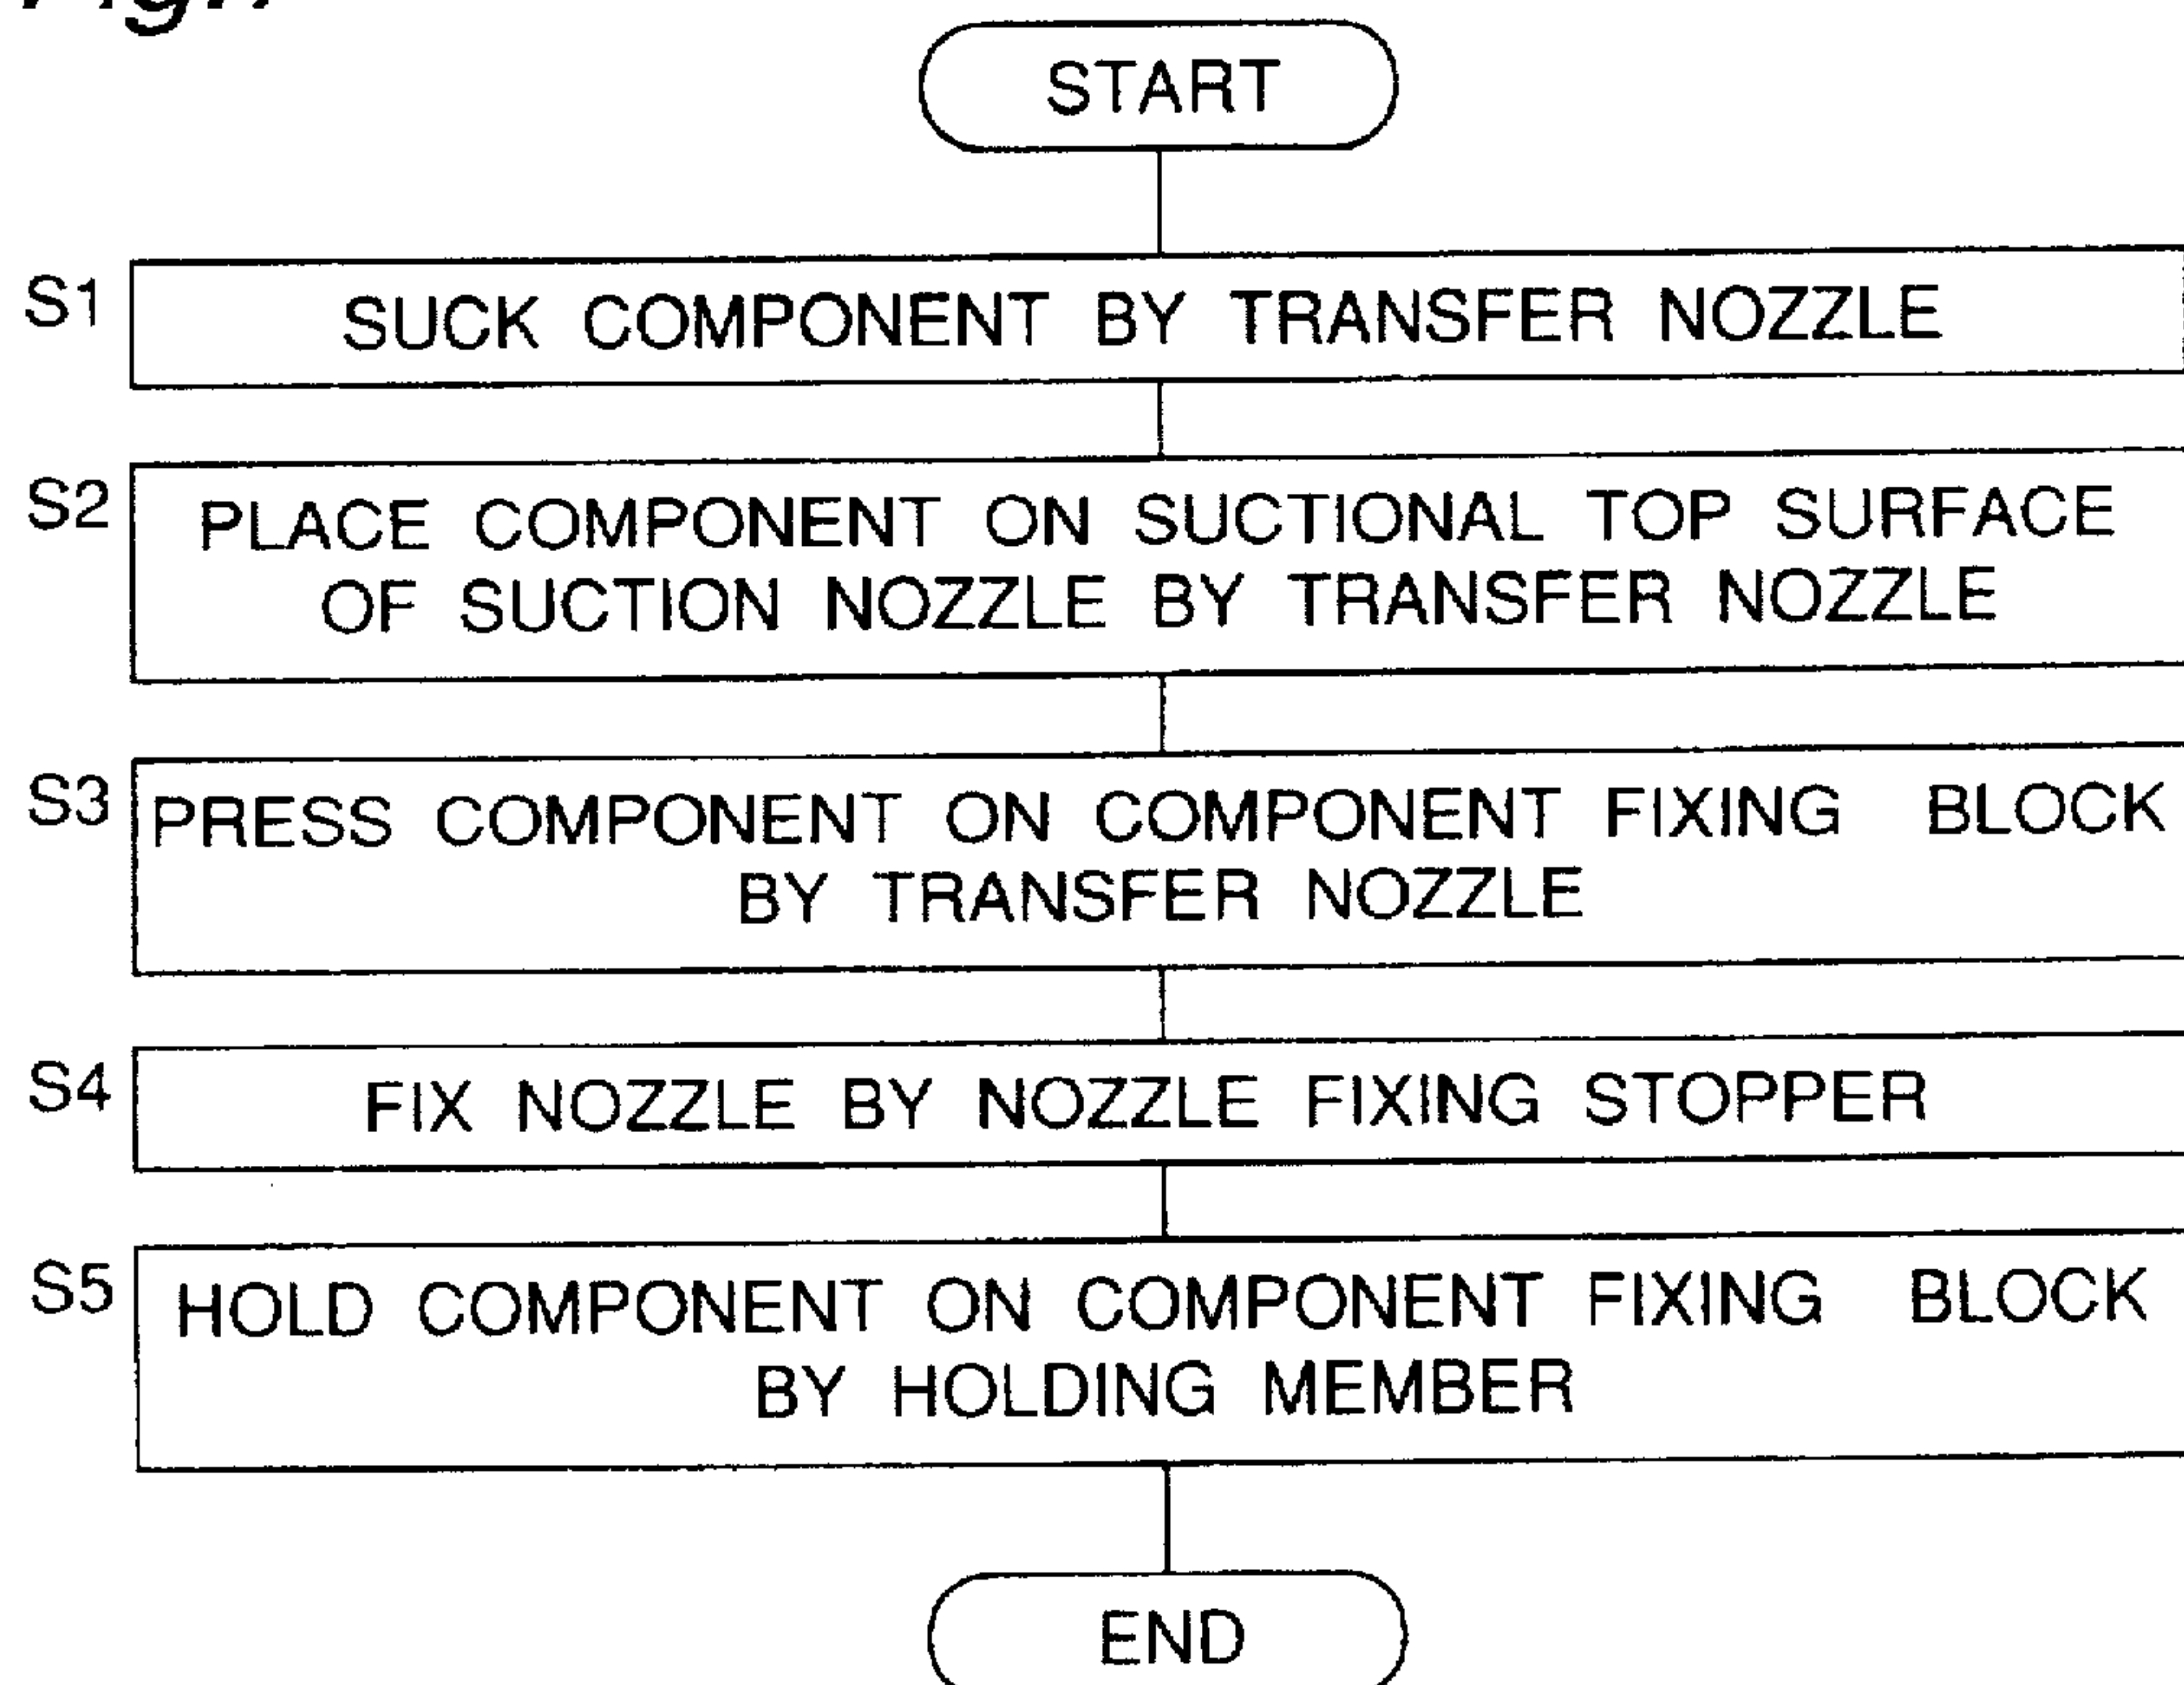 START
S1
SUCK COMPONENT BY TRANSFER NOZZLE
S2
PLACE COMPONENT ON SUCTIONAL TOP SURFACE
OF SUCTION NOZZLE BY TRANSFER NOZZLE
S3
PRESS COMPONENT ON COMPONENT FIXING BLOCK
BY TRANSFER NOZZLE
S4
FIX NOZZLE BY NOZZLE FIXING STOPPER
S5
HOLD COMPONENT ON COMPONENT FIXING BLOCK
BY HOLDING MEMBER
END